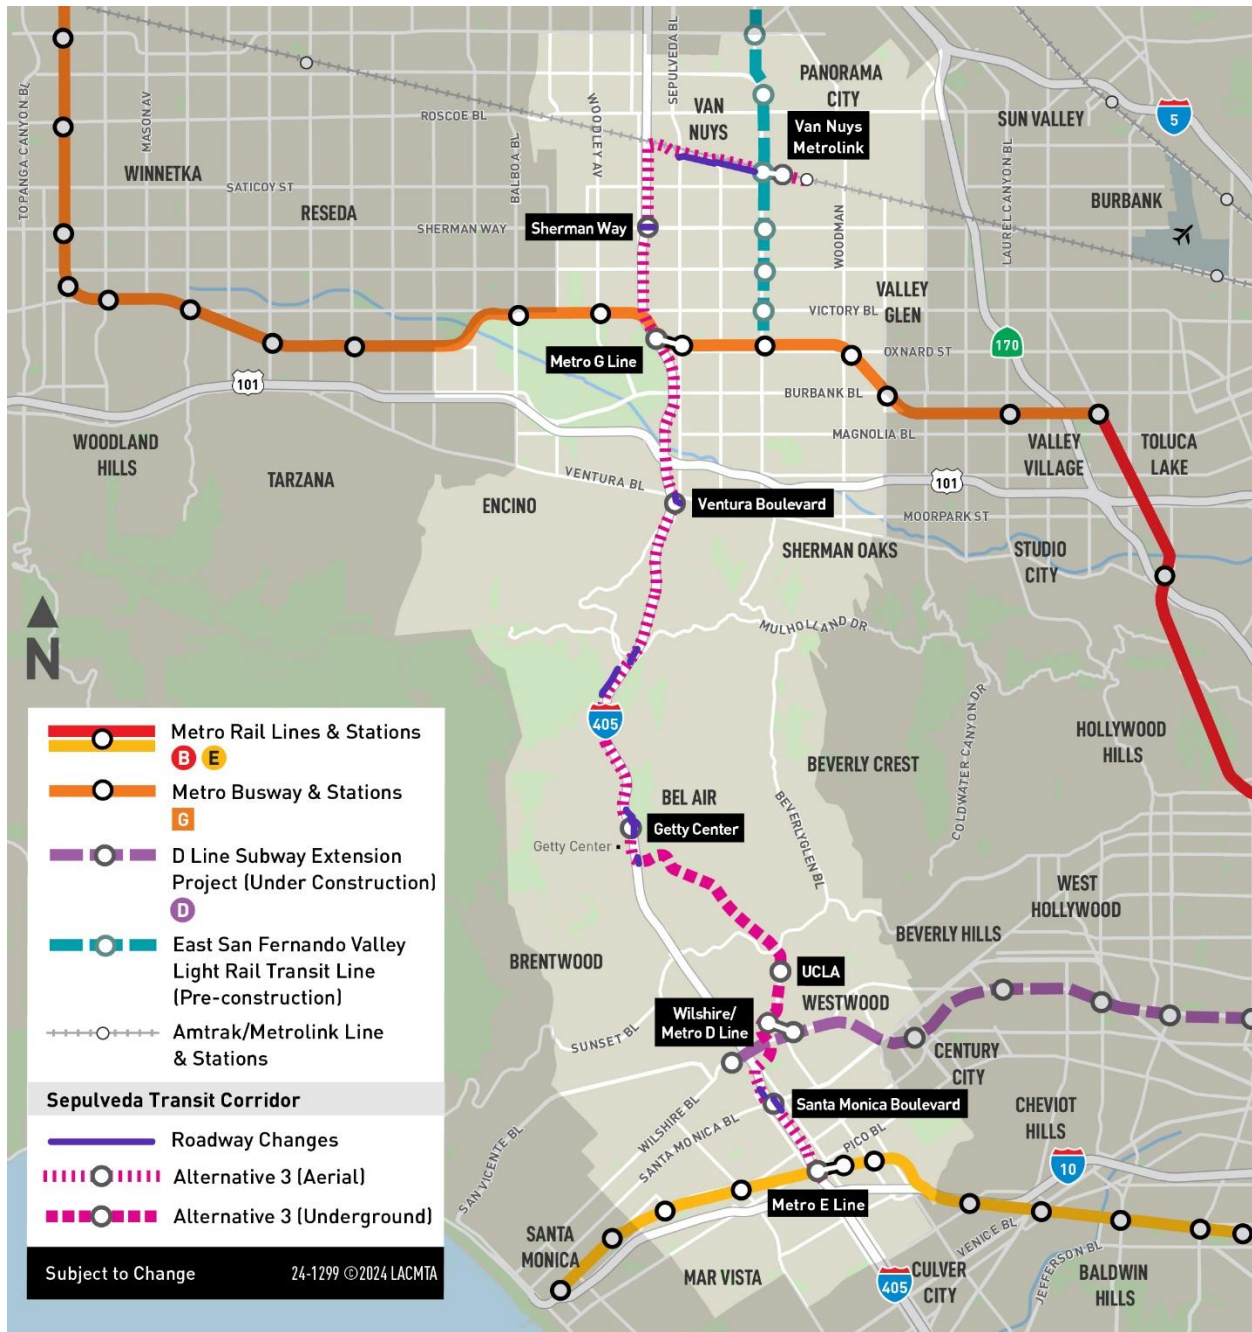 SEPULVEDA BL
PANORAMA
CITY
TOPANGA CANYON BL
MASON AV
ROSCOE BL
BALBOA BL
WOODLEY AV
VAN
NUYS
Van Nuys
Metrolink
SUN VALLEY
5
WINNETKA
SATICOY ST
RESEDA
SHERMAN WAY
Sherman Way
WOODMAN
LAUREL CANYON BL
BURBANK
VALLEY
GLEN
VICTORY BL
OXNARD ST
170
Metro G Line
101
BURBANK BL
MAGNOLIA BL
WOODLAND
HILLS
TARZANA
VENTURA BL
ENCINO
Ventura Boulevard
VALLEY
VILLAGE
TOLUCA
LAKE
101
MOORPARK ST
SHERMAN OAKS
STUDIO
CITY
N
MULHOLLAND DR
405
COLDWATER CANYON DR
HOLLYWOOD
HILLS
BEVERLY CREST
BEL AIR
Getty Center
Getty Center
BEVERLY GLEN BL
WEST
HOLLYWOOD
BEVERLY HILLS
BRENTWOOD
UCLA
WESTWOOD
Wilshire/
Metro D Line
SUNSET BL
CENTURY
CITY
Santa Monica Boulevard
WILSHIRE BL
SANTA MONICA BL
SAN VICENTE BL
PICO BL
CHEVIOT
HILLS
10
Metro E Line
VENICE BL
JEFFERSON BL
SANTA
MONICA
MAR VISTA
405
CULVER
CITY
BALDWIN
HILLS
Metro Rail Lines & Stations
B E
Metro Busway & Stations
G
D Line Subway Extension
Project (Under Construction)
D
East San Fernando Valley
Light Rail Transit Line
(Pre-construction)
Amtrak/Metrolink Line
& Stations
Sepulveda Transit Corridor
Roadway Changes
Alternative 3 (Aerial)
Alternative 3 (Underground)
Subject to Change 24-1299 ©2024 LACMTA